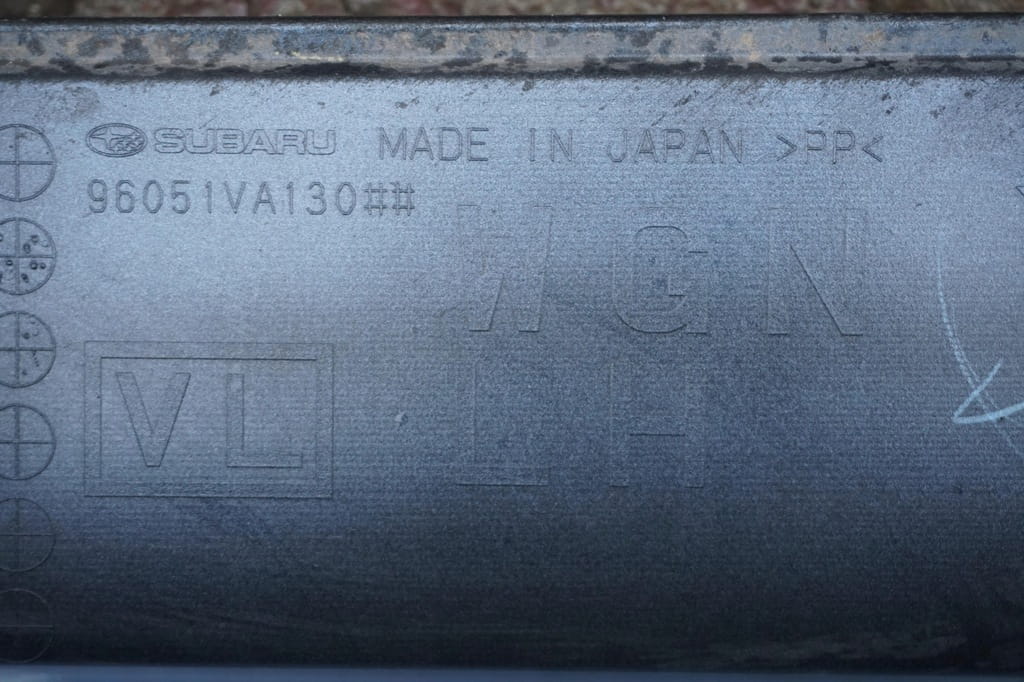 SUBARU MADE IN JAPAN >PP<
96051VA130##
WGN
VL LH